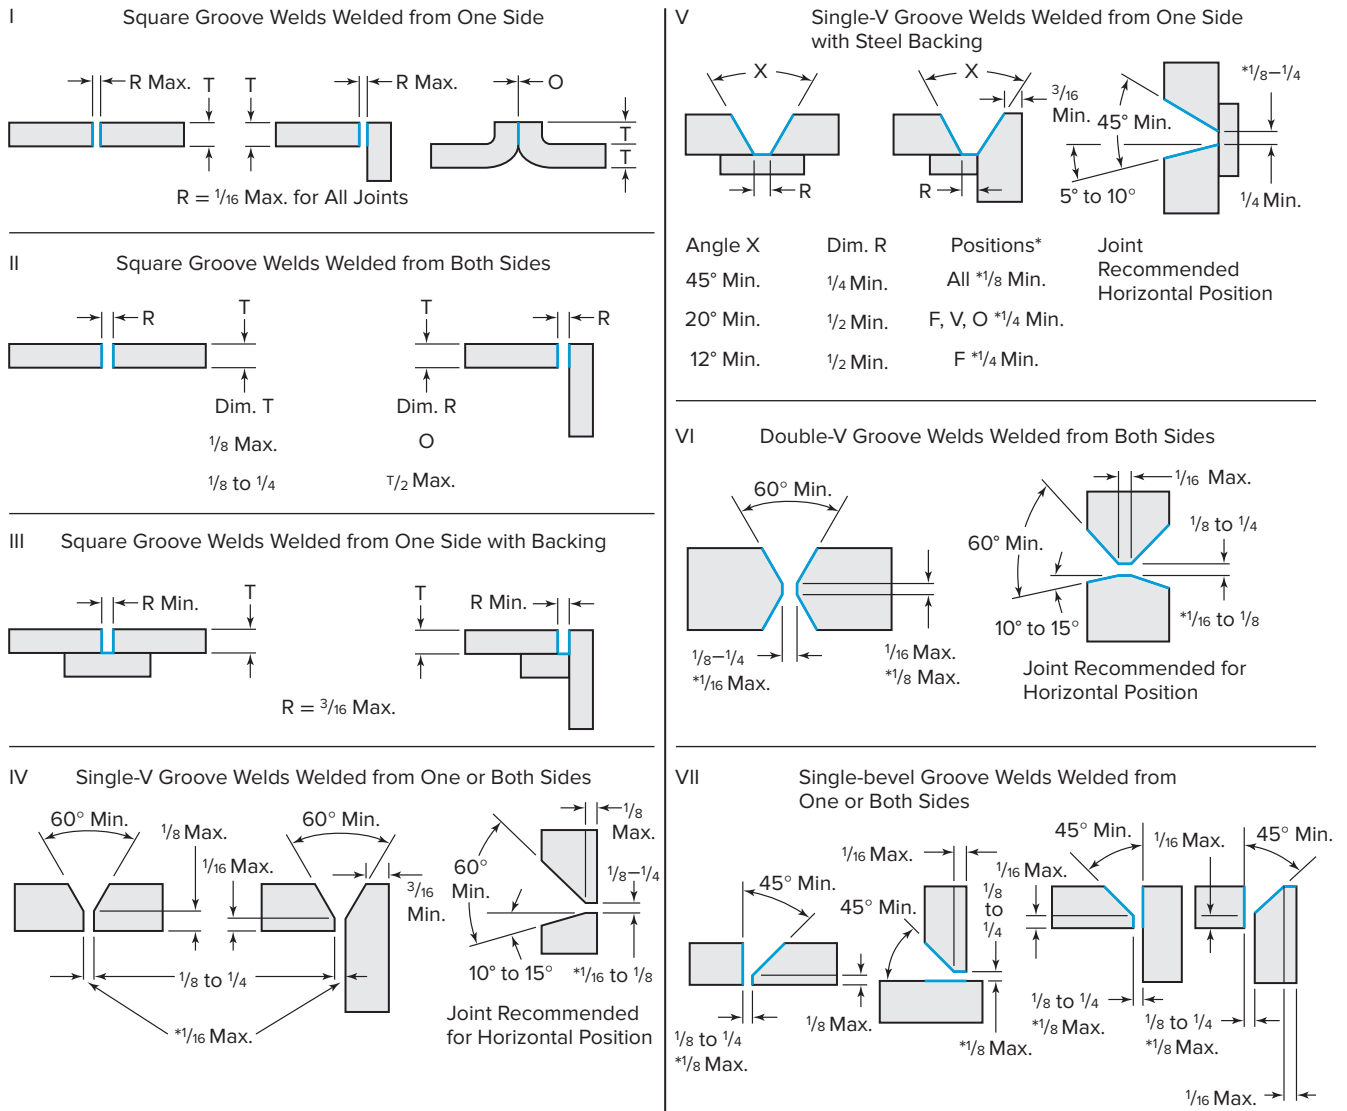 I Square Groove Welds Welded from One Side
R Max. T T R Max. O
T
T
R = 1/16 Max. for All Joints
II Square Groove Welds Welded from Both Sides
R T T R
Dim. T Dim. R
1/8 Max. O
1/8 to 1/4 T/2 Max.
III Square Groove Welds Welded from One Side with Backing
R Min. T T R Min.
R = 3/16 Max.
IV Single-V Groove Welds Welded from One or Both Sides
60° Min.
1/8 Max.
1/16 Max.
60° Min.
3/16
Min.
1/8 to 1/4
*1/16 Max.
1/8
Max.
60°
Min.
1/8–1/4
10° to 15° *1/16 to 1/8
Joint Recommended
for Horizontal Position
V Single-V Groove Welds Welded from One Side
with Steel Backing
X
R
X
3/16
Min.
R
*1/8–1/4
45° Min.
5° to 10°
1/4 Min.
Angle X Dim. R Positions*
45° Min. 1/4 Min. All *1/8 Min.
20° Min. 1/2 Min. F, V, O *1/4 Min.
12° Min. 1/2 Min. F *1/4 Min.
Joint
Recommended
Horizontal Position
VI Double-V Groove Welds Welded from Both Sides
60° Min.
1/8–1/4
*1/16 Max.
1/16 Max.
*1/8 Max.
1/16 Max.
1/8 to 1/4
60° Min.
10° to 15°
*1/16 to 1/8
Joint Recommended for
Horizontal Position
VII Single-bevel Groove Welds Welded from
One or Both Sides
45° Min.
1/8 to 1/4
*1/8 Max.
1/8 Max.
1/16 Max.
45° Min.
1/8
to
1/4
*1/8 Max.
45° Min.
1/16 Max.
1/8 to 1/4
*1/8 Max.
1/16 Max.
45° Min.
1/8 to 1/4
*1/8 Max.
1/16 Max.